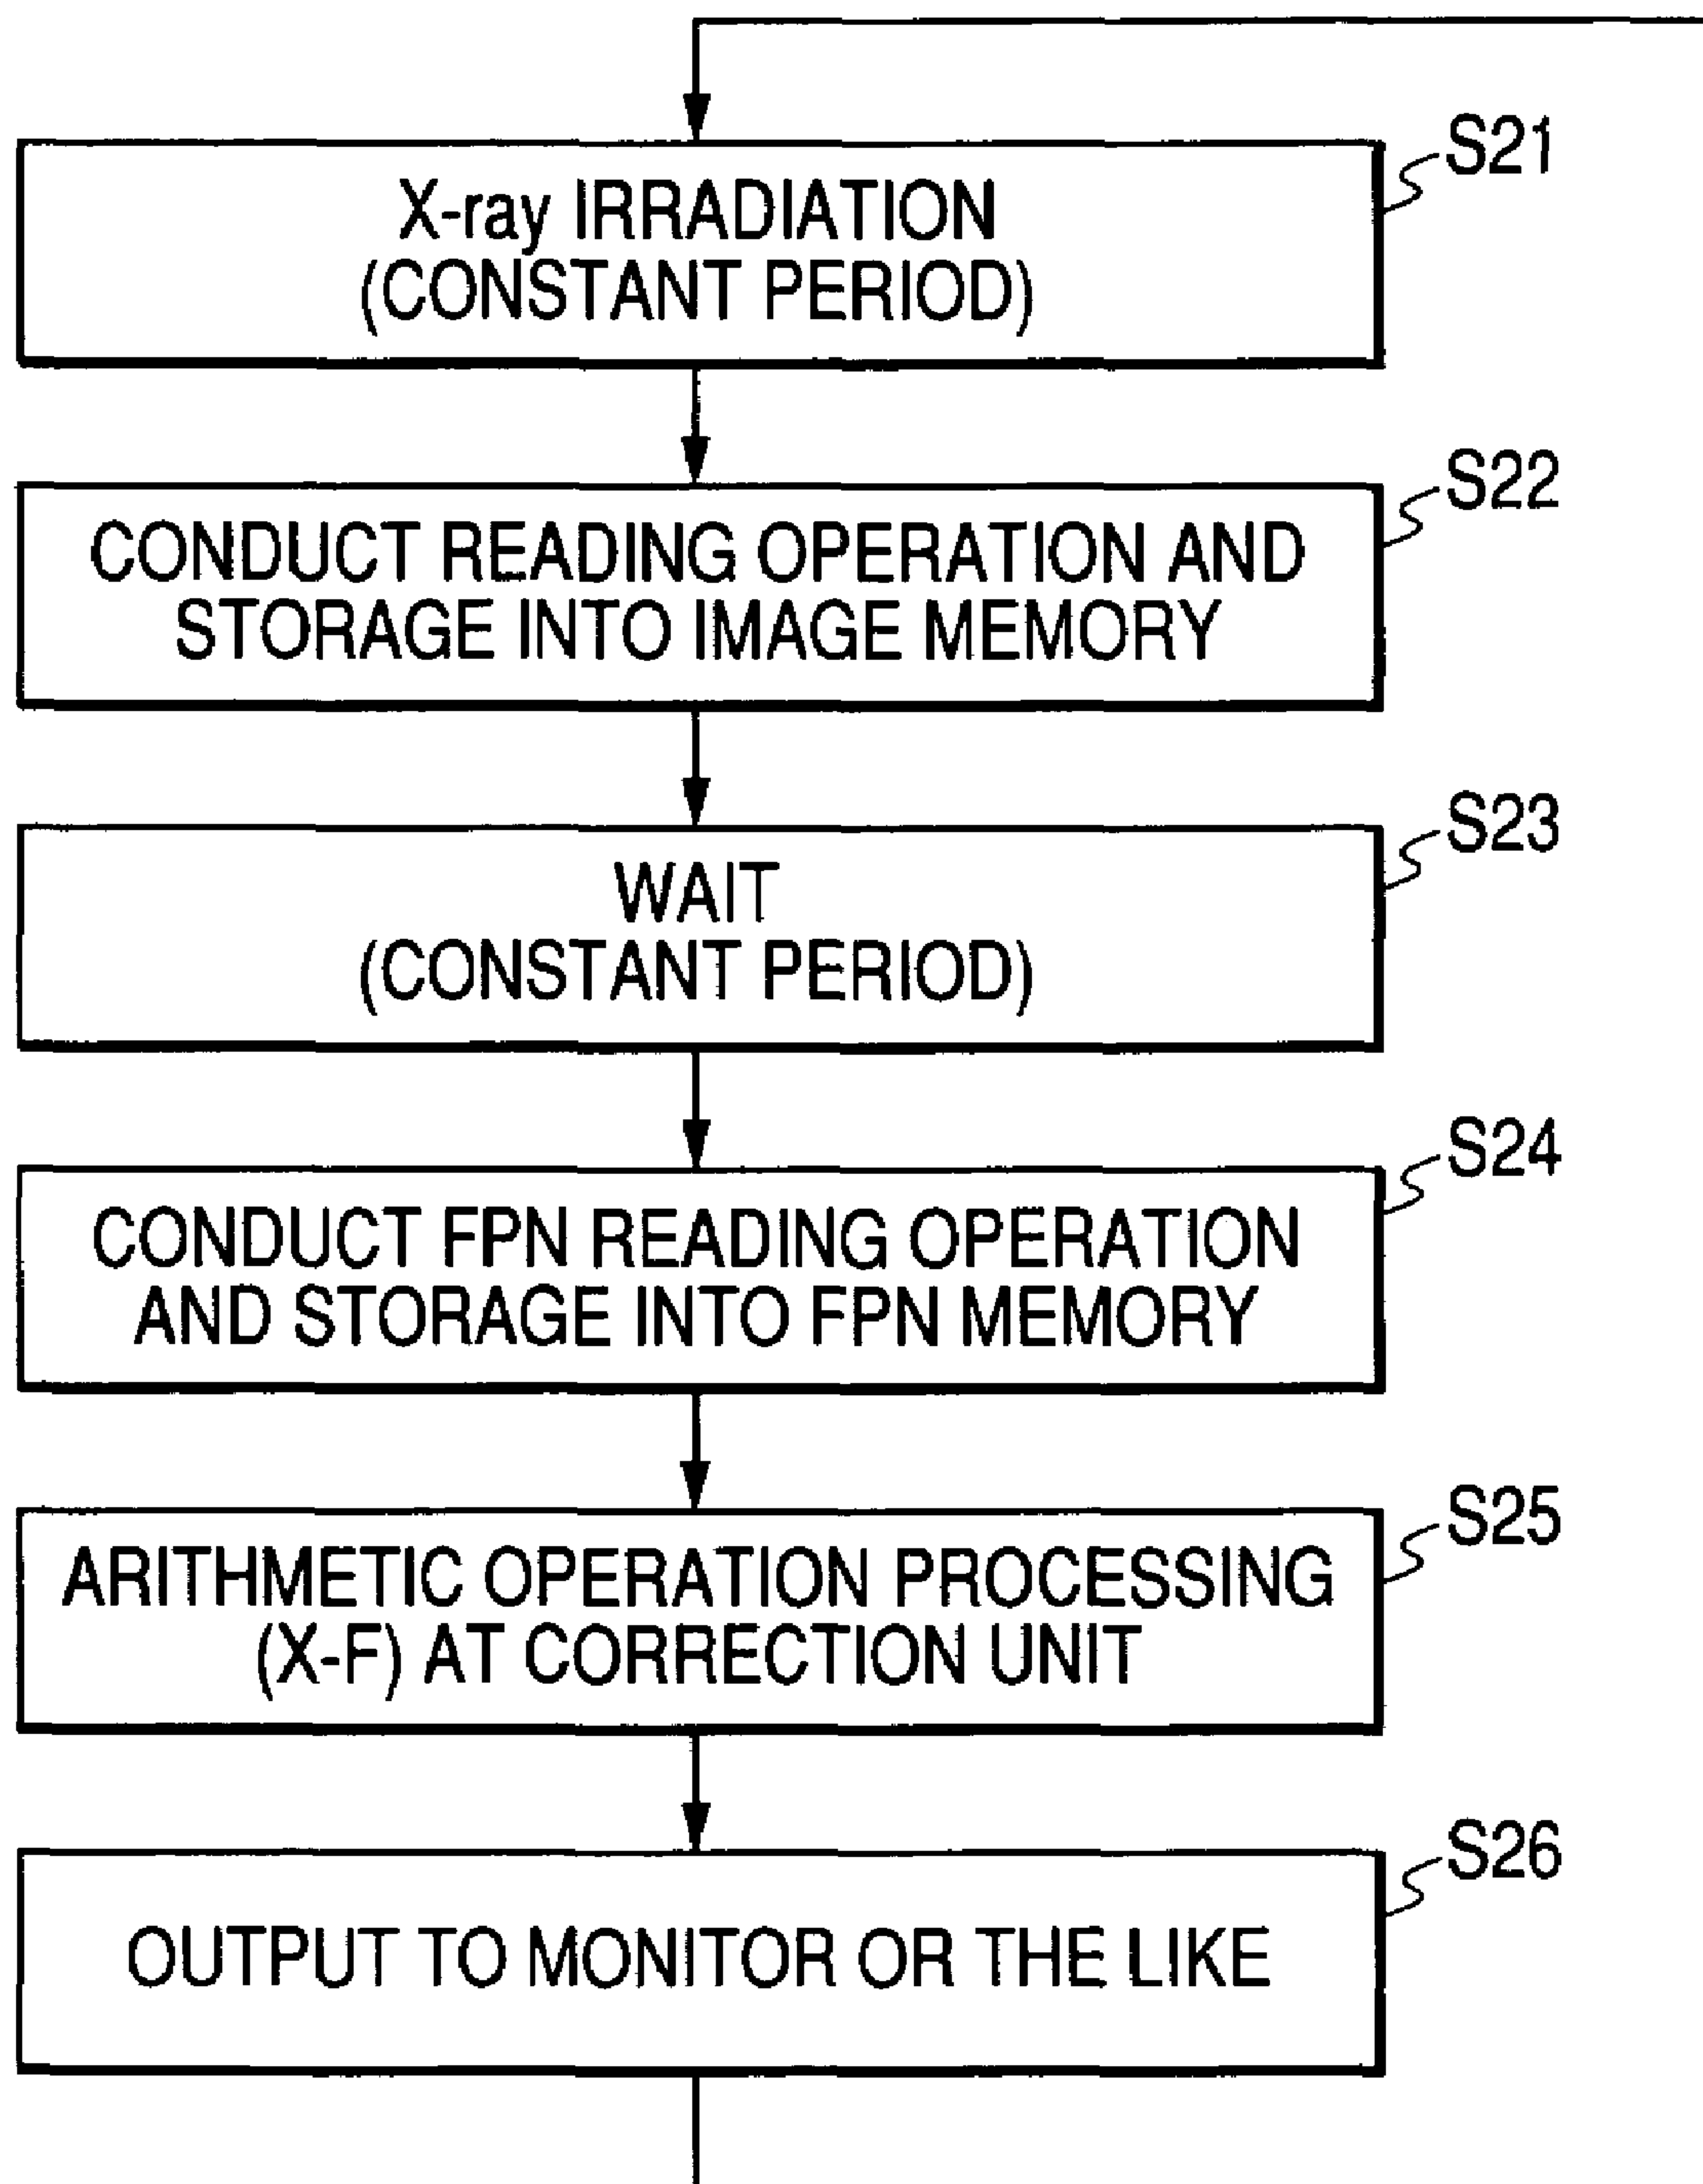 S21
X-ray IRRADIATION
(CONSTANT PERIOD)
S22
CONDUCT READING OPERATION AND
STORAGE INTO IMAGE MEMORY
S23
WAIT
(CONSTANT PERIOD)
S24
CONDUCT FPN READING OPERATION
AND STORAGE INTO FPN MEMORY
S25
ARITHMETIC OPERATION PROCESSING
(X-F) AT CORRECTION UNIT
S26
OUTPUT TO MONITOR OR THE LIKE